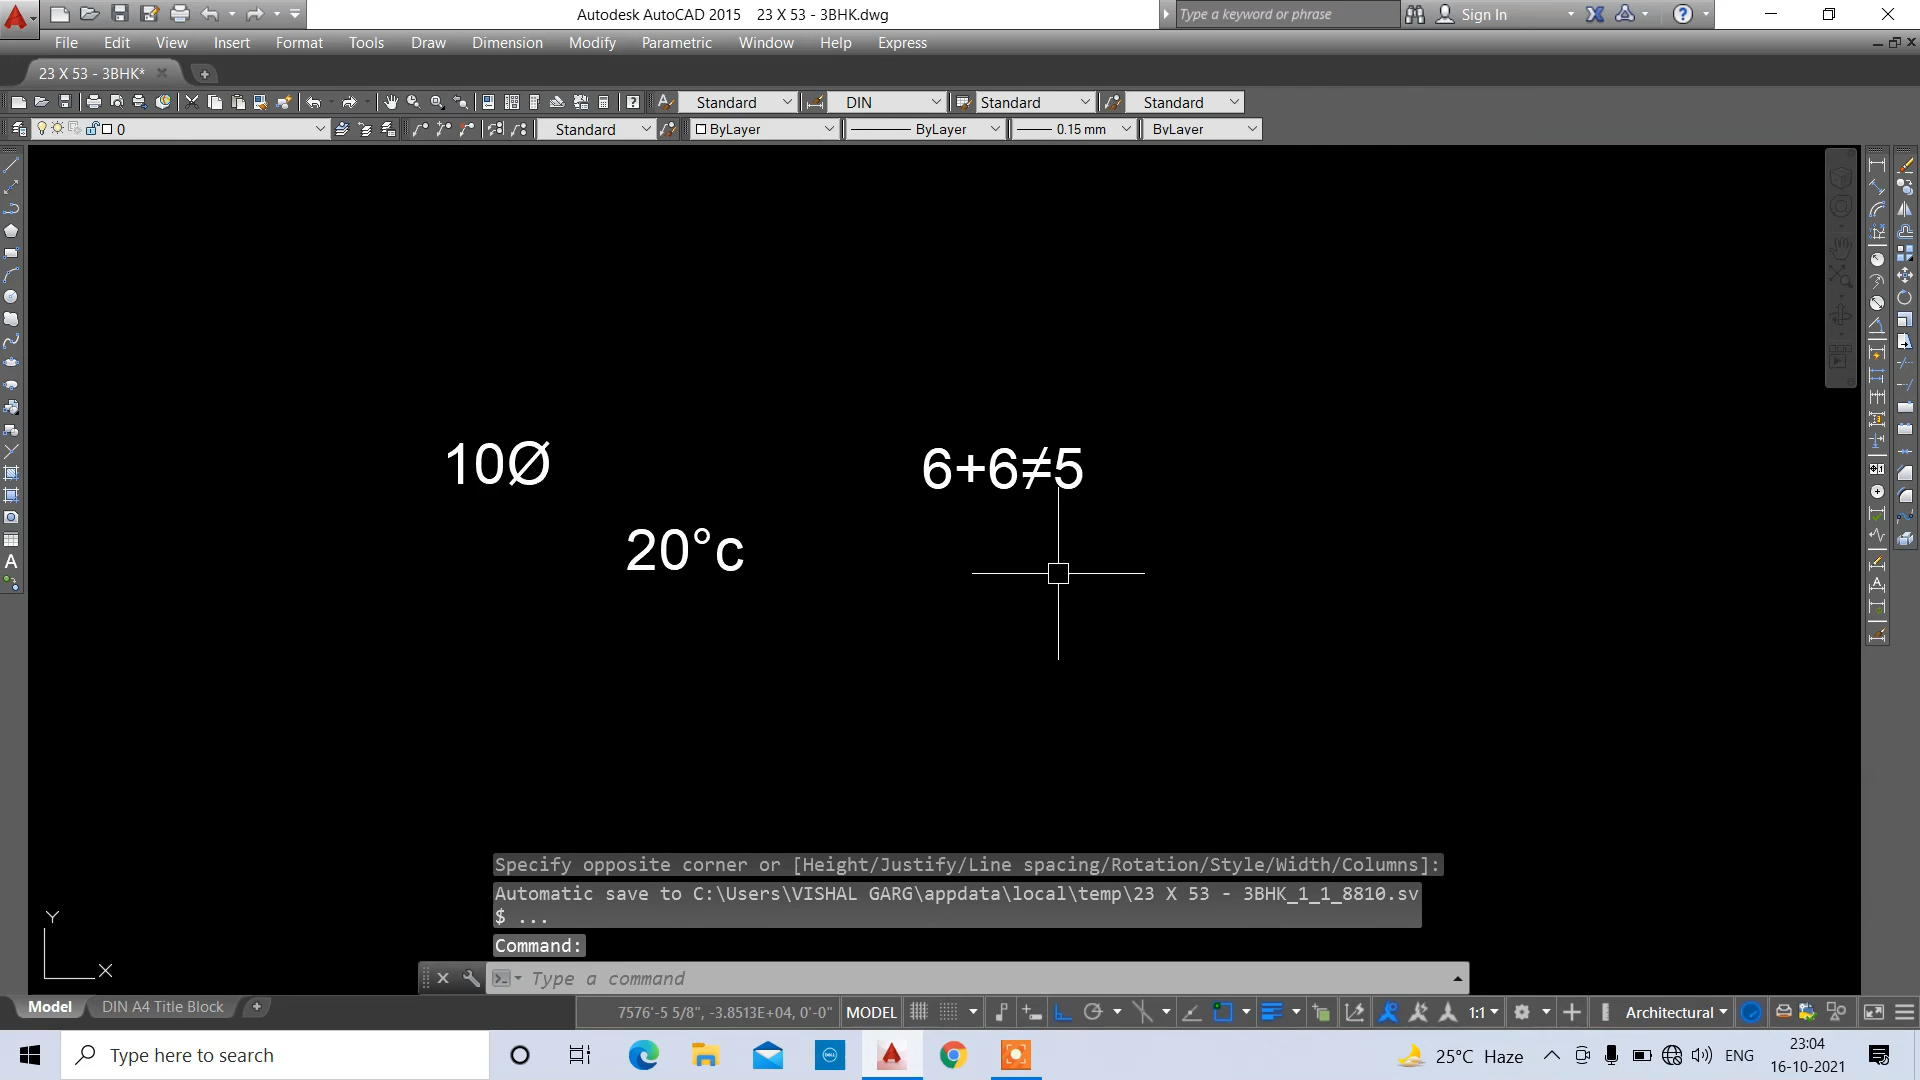 Autodesk AutoCAD 2015 23 X 53 - 3BHK.dwg
Type a keyword or phrase
Sign In
File Edit View Insert Format Tools Draw Dimension Modify Parametric Window Help Express
23 X 53 - 3BHK*
Standard DIN Standard Standard
0 Standard ByLayer ByLayer 0.15 mm ByLayer
10Ø
6+6≠5
20°c
Specify opposite corner or [Height/Justify/Line spacing/Rotation/Style/Width/Columns]:
Automatic save to C:\Users\VISHAL GARG\appdata\local\temp\23 X 53 - 3BHK_1_1_8810.sv
$ ...
Command:
Y
X
Type a command
Model DIN A4 Title Block
7576'-5 5/8", -3.8513E+04, 0'-0" MODEL 1:1 Architectural
Type here to search
25°C Haze ENG
23:04
16-10-2021